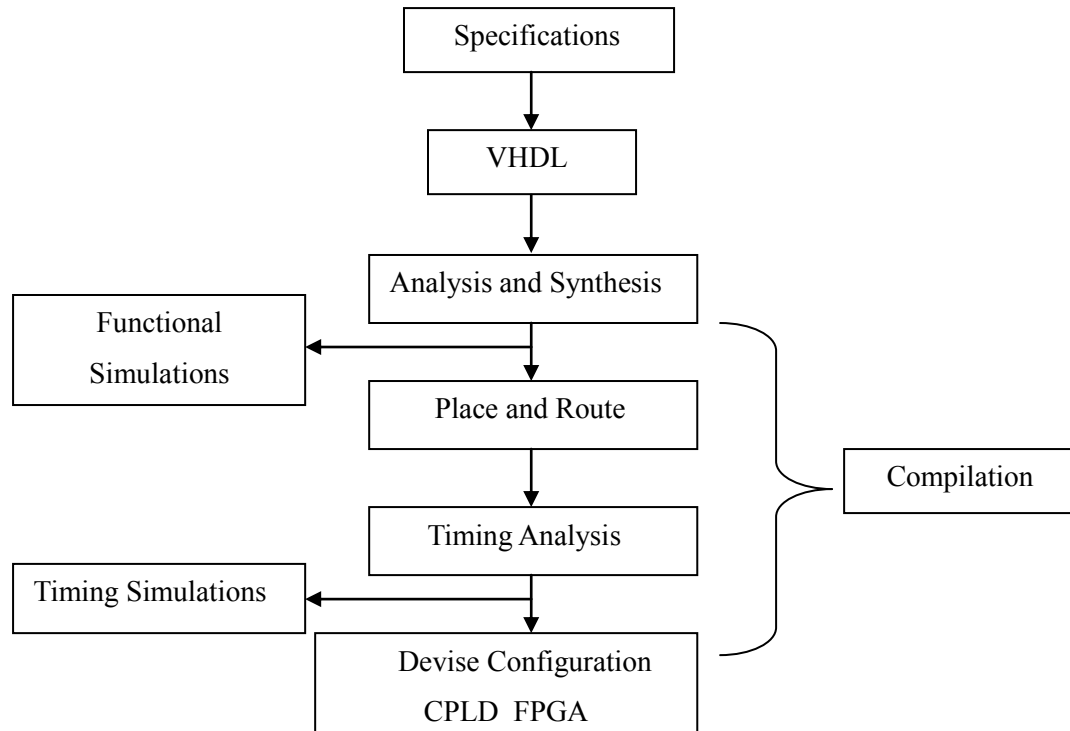 Specifications
VHDL
Analysis and Synthesis
Functional
Simulations
Place and Route
Compilation
Timing Analysis
Timing Simulations
Devise Configuration
CPLD FPGA